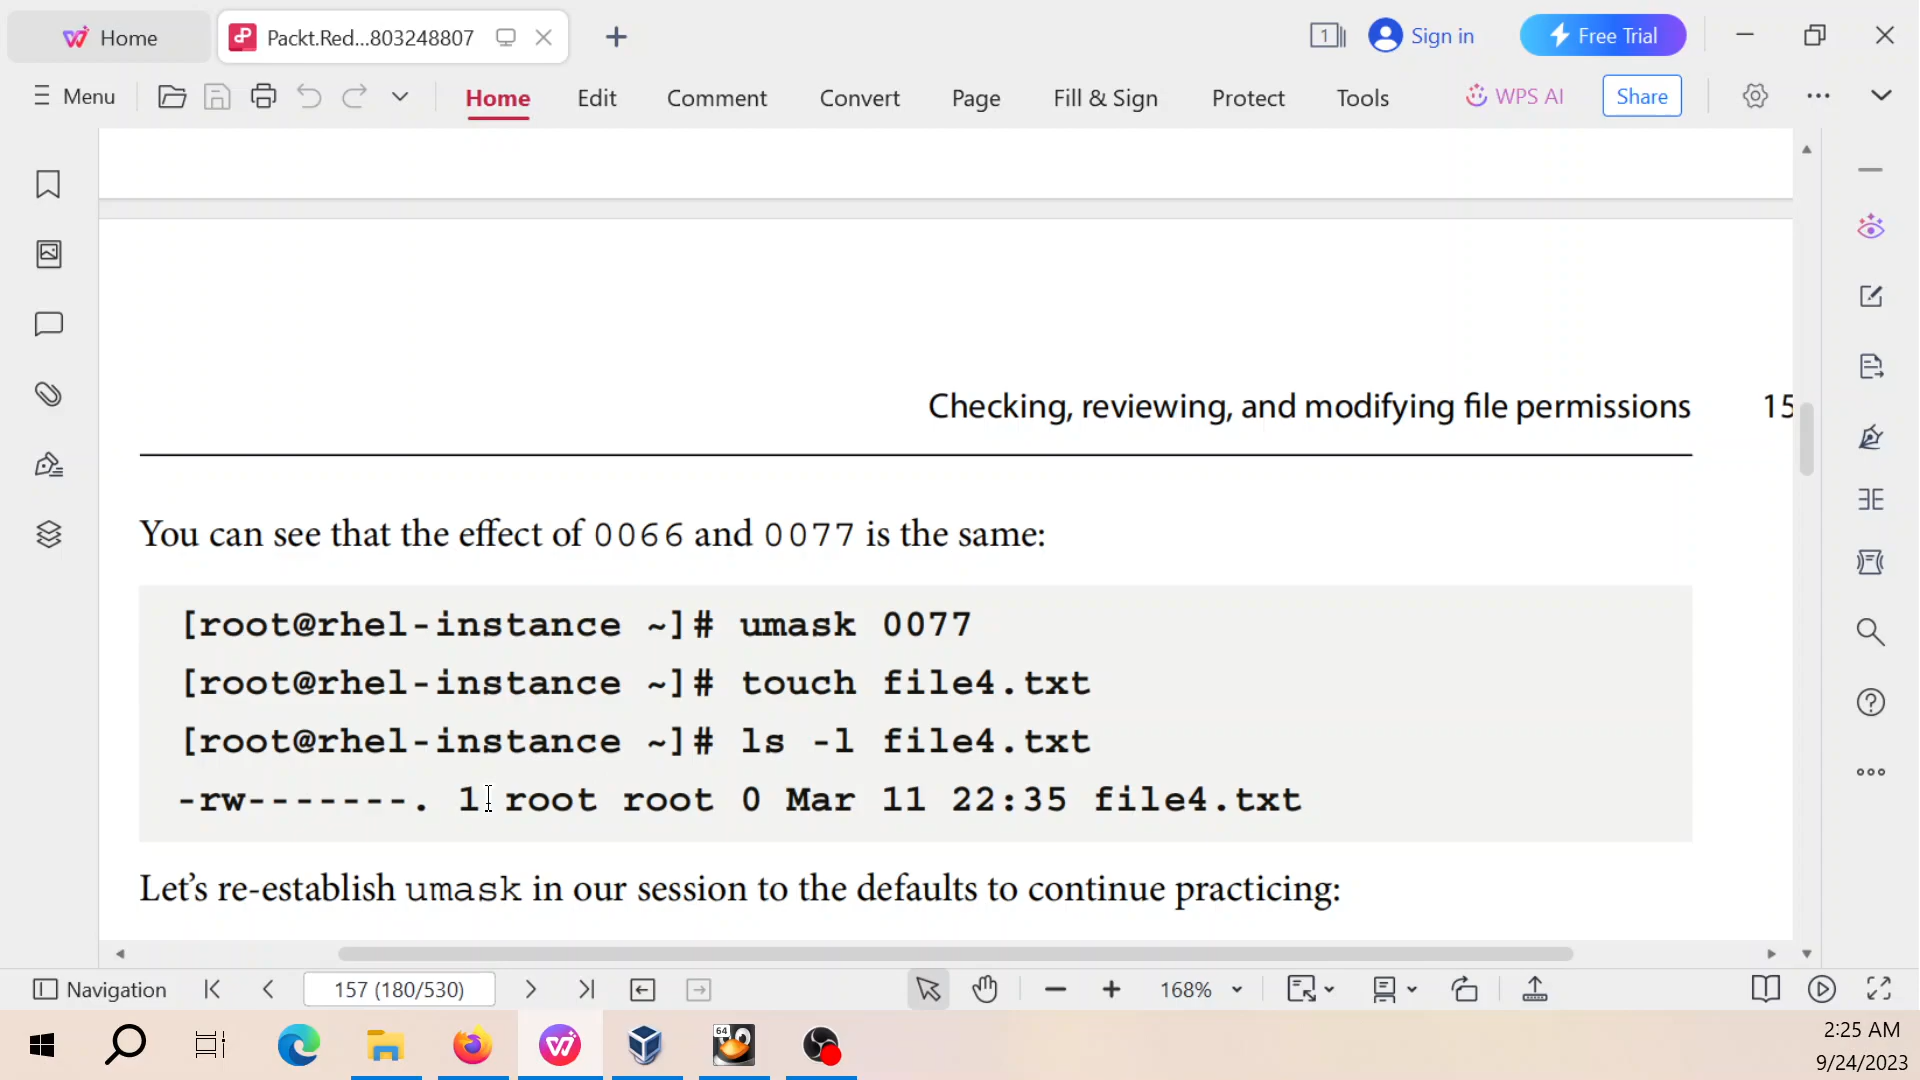 Home
Packt.Red...803248807
1
Sign in
Free Trial
Menu
Home
Edit
Comment
Convert
Page
Fill & Sign
Protect
Tools
WPS AI
Share
Checking, reviewing, and modifying file permissions 15
You can see that the effect of 0066 and 0077 is the same:
[root@rhel-instance ~]# umask 0077
[root@rhel-instance ~]# touch file4.txt
[root@rhel-instance ~]# ls -l file4.txt
-rw-------. 1 root root 0 Mar 11 22:35 file4.txt
Let's re-establish umask in our session to the defaults to continue practicing:
Navigation
157 (180/530)
168%
64
2:25 AM
9/24/2023